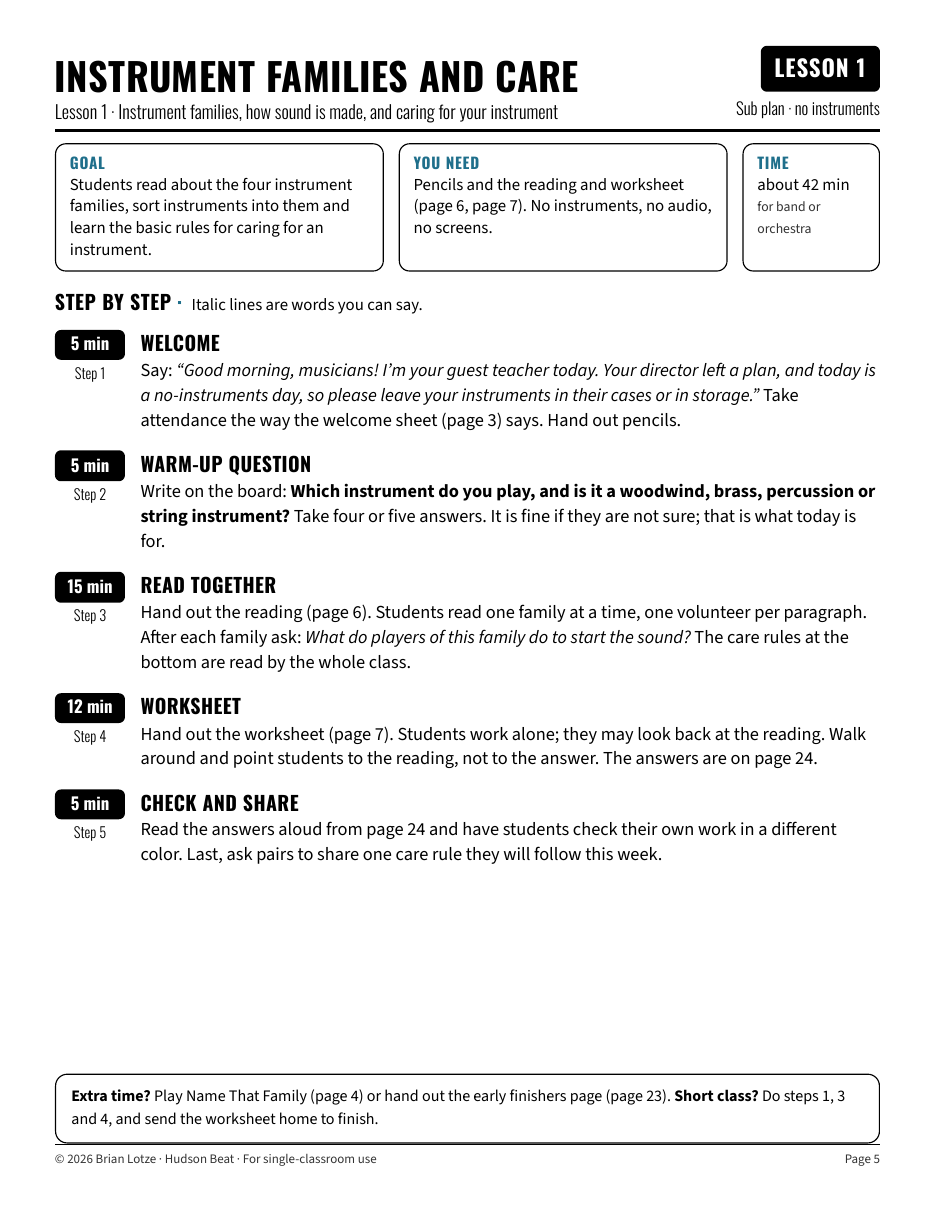 INSTRUMENT FAMILIES AND CARE
LESSON 1
Lesson 1 · Instrument families, how sound is made, and caring for your instrument
Sub plan · no instruments
GOAL
Students read about the four instrument
families, sort instruments into them and
learn the basic rules for caring for an
instrument.
YOU NEED
Pencils and the reading and worksheet
(page 6, page 7). No instruments, no audio,
no screens.
TIME
about 42 min
for band or
orchestra
STEP BY STEP · Italic lines are words you can say.
5 min
Step 1
WELCOME
Say: “Good morning, musicians! I’m your guest teacher today. Your director left a plan, and today is
a no-instruments day, so please leave your instruments in their cases or in storage.” Take
attendance the way the welcome sheet (page 3) says. Hand out pencils.
5 min
Step 2
WARM-UP QUESTION
Write on the board: Which instrument do you play, and is it a woodwind, brass, percussion or
string instrument? Take four or five answers. It is fine if they are not sure; that is what today is
for.
15 min
Step 3
READ TOGETHER
Hand out the reading (page 6). Students read one family at a time, one volunteer per paragraph.
After each family ask: What do players of this family do to start the sound? The care rules at the
bottom are read by the whole class.
12 min
Step 4
WORKSHEET
Hand out the worksheet (page 7). Students work alone; they may look back at the reading. Walk
around and point students to the reading, not to the answer. The answers are on page 24.
5 min
Step 5
CHECK AND SHARE
Read the answers aloud from page 24 and have students check their own work in a different
color. Last, ask pairs to share one care rule they will follow this week.
Extra time? Play Name That Family (page 4) or hand out the early finishers page (page 23). Short class? Do steps 1, 3
and 4, and send the worksheet home to finish.
© 2026 Brian Lotze · Hudson Beat · For single-classroom use
Page 5